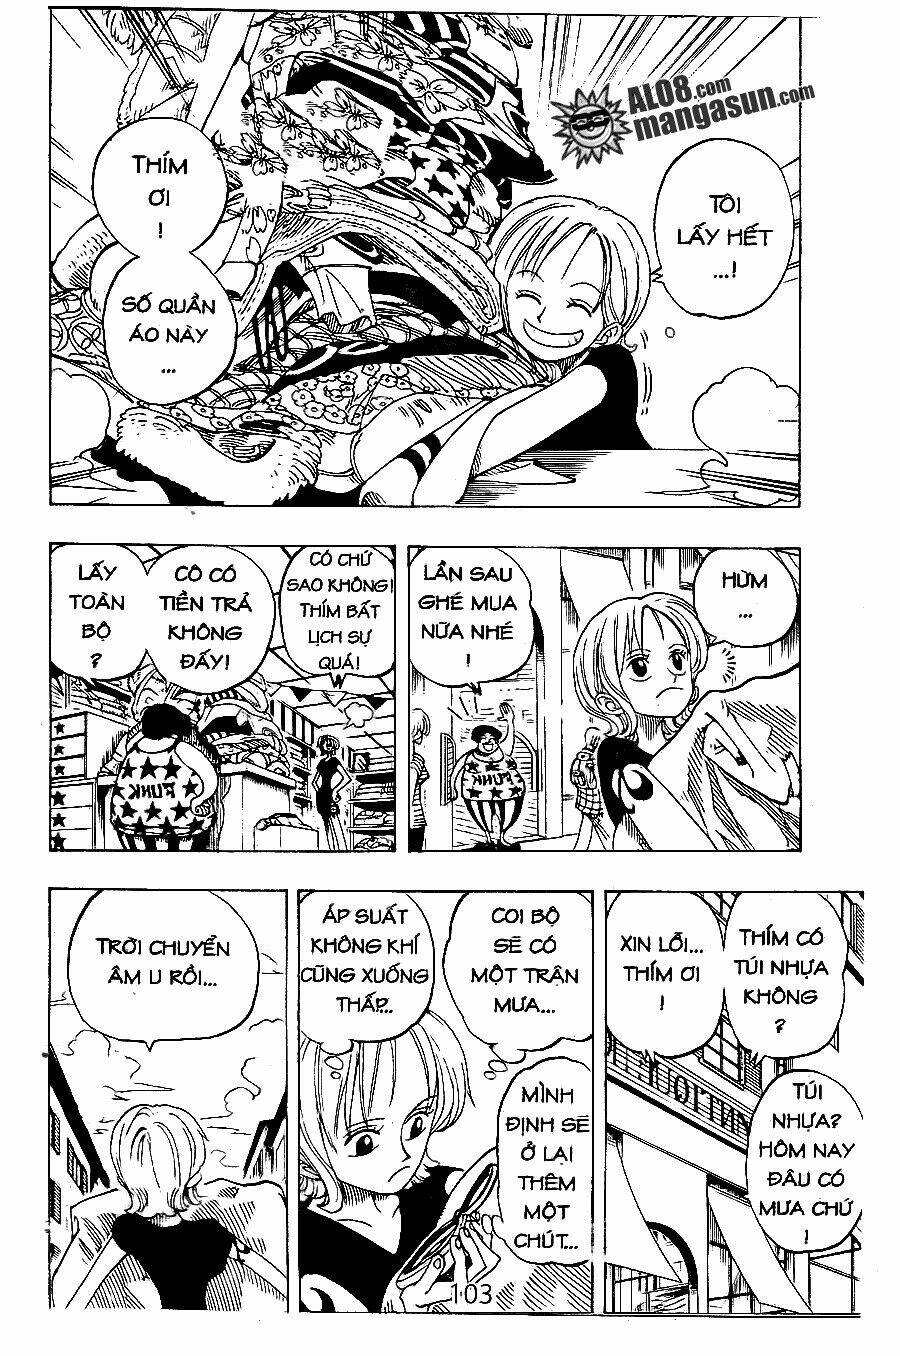 AL08.com
mangasun.com
THÍM
ƠI
!
SỐ QUẦN
ÁO NÀY
...
TÔI
LẤY HẾT
...!
LẤY
TOÀN
BỘ
?
CÔ CÓ
TIỀN TRẢ
KHÔNG
ĐẤY!
CÓ CHỨ
SAO KHÔNG!
THÍM BẤT
LỊCH SỰ
QUÁ!
LẦN SAU
GHÉ MUA
NỮA NHÉ
!
FUNK
HỪM
...
TRỜI CHUYỂN
ÂM U RỒI...
ÁP SUẤT
KHÔNG KHÍ
CŨNG XUỐNG
THẤP...
COI BỘ
SẼ CÓ
MỘT TRẬN
MƯA...
MÌNH
ĐỊNH SẼ
Ở LẠI
THÊM
MỘT
CHÚT...
XIN LỖI...
THÍM ƠI
!
THÍM CÓ
TÚI NHỰA
KHÔNG
?
TÚI
NHỰA?
HÔM NAY
ĐÂU CÓ
MƯA CHỨ
!
103